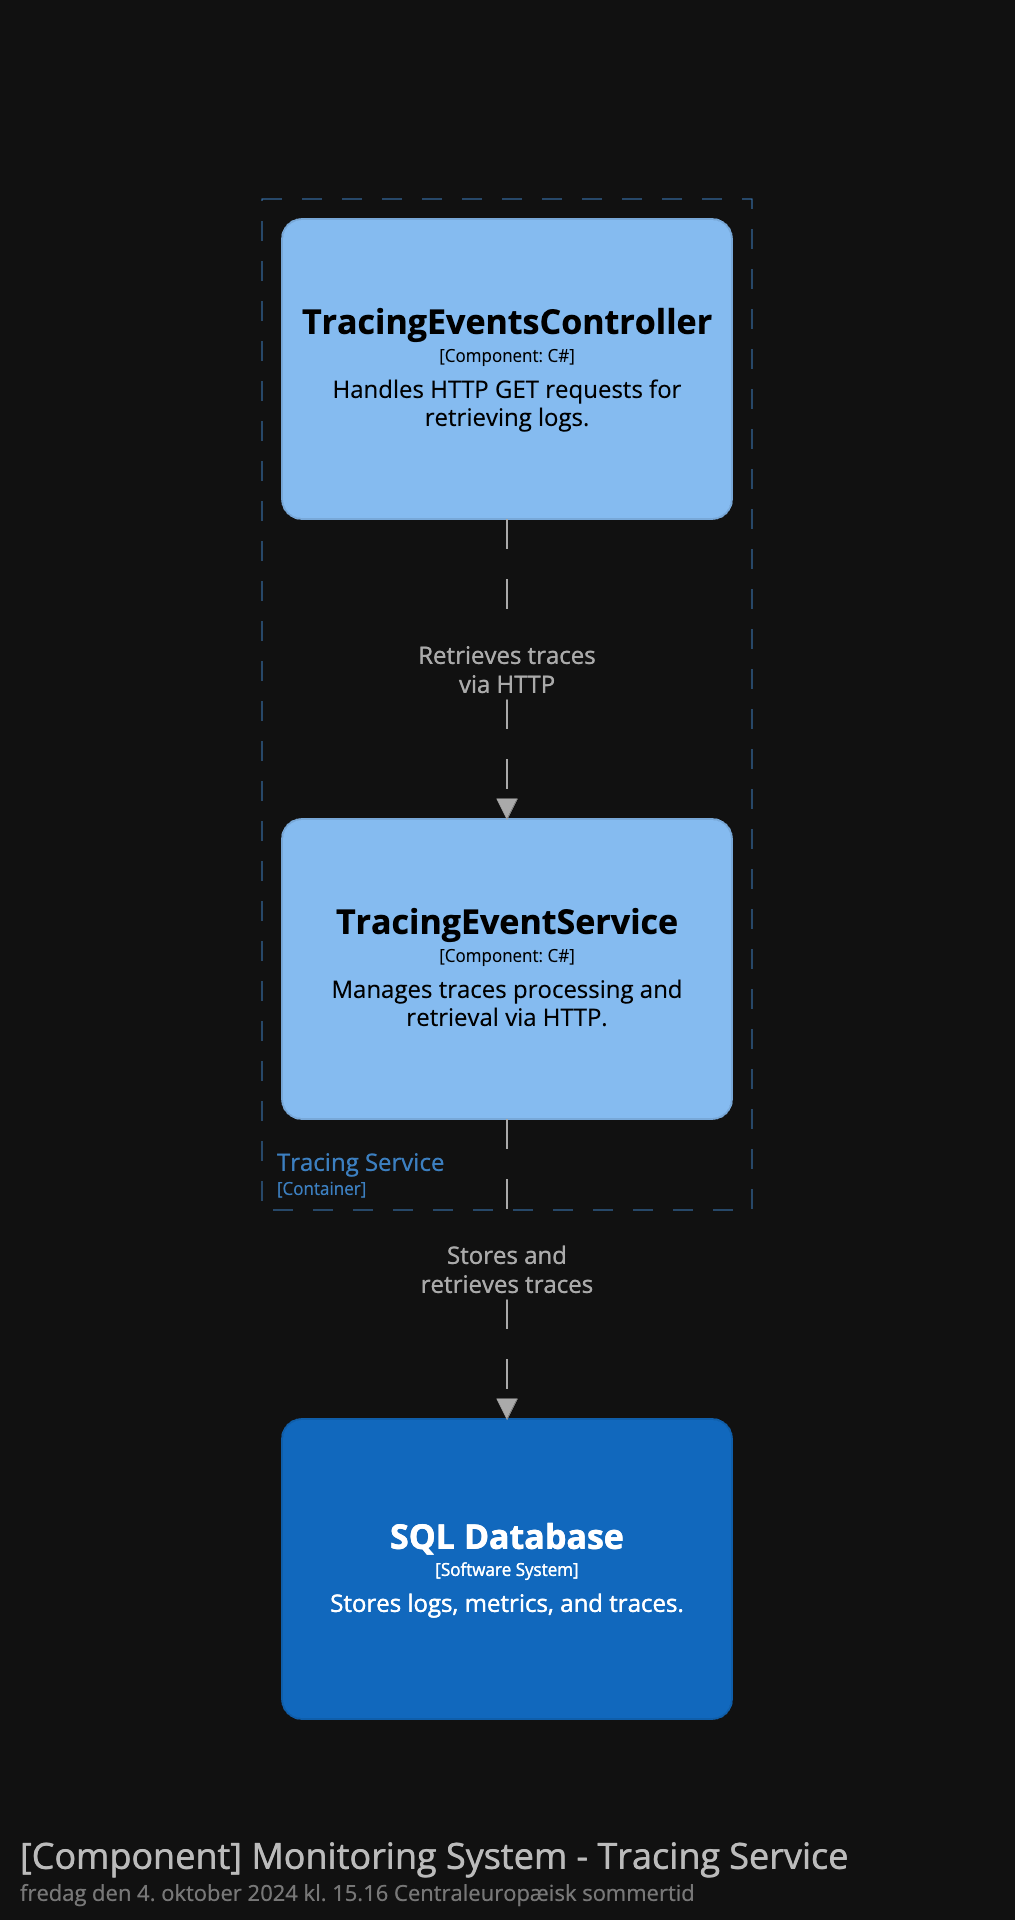 TracingEventsController
[Component: C#]
Handles HTTP GET requests for
retrieving logs.
Retrieves traces
via HTTP
TracingEventService
[Component: C#]
Manages traces processing and
retrieval via HTTP.
Tracing Service
[Container]
Stores and
retrieves traces
SQL Database
[Software System]
Stores logs, metrics, and traces.
[Component] Monitoring System - Tracing Service
fredag den 4. oktober 2024 kl. 15.16 Centraleuropæisk sommertid